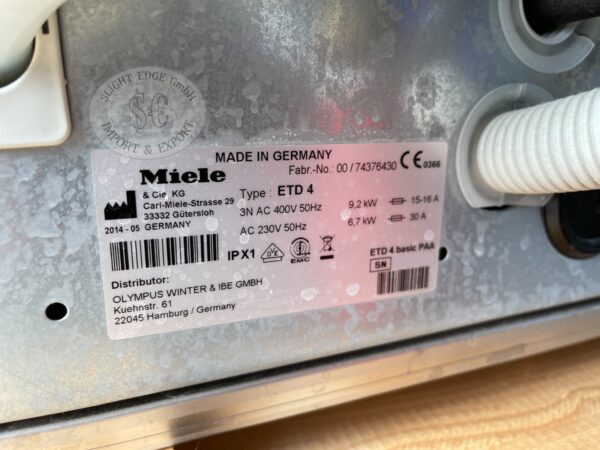 SLIGHT EDGE GmbH
$€
IMPORT & EXPORT
MADE IN GERMANY
Miele
Fabr.-No.: 00 / 74376430 CE 0366
& Cie. KG
Carl-Miele-Strasse 29
33332 Gütersloh
2014 - 05 GERMANY
Type : ETD 4
3N AC 400V 50Hz 9,2 kW 15-16 A
AC 230V 50Hz 6,7 kW 30 A
IPX1
VDE
EMC
ETD 4 basic PAA
SN
Distributor:
OLYMPUS WINTER & IBE GMBH
Kuehnstr. 61
22045 Hamburg / Germany